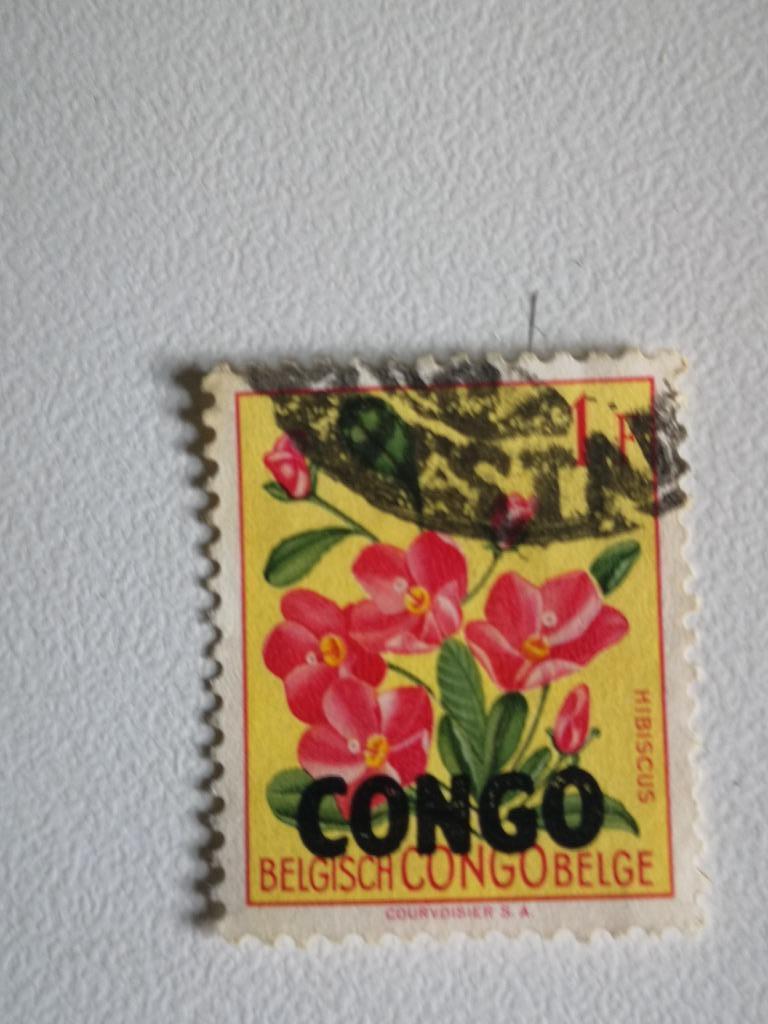 1 F
HIBISCUS
CONGO
BELGISCH CONGO BELGE
COURVOISIER S. A.